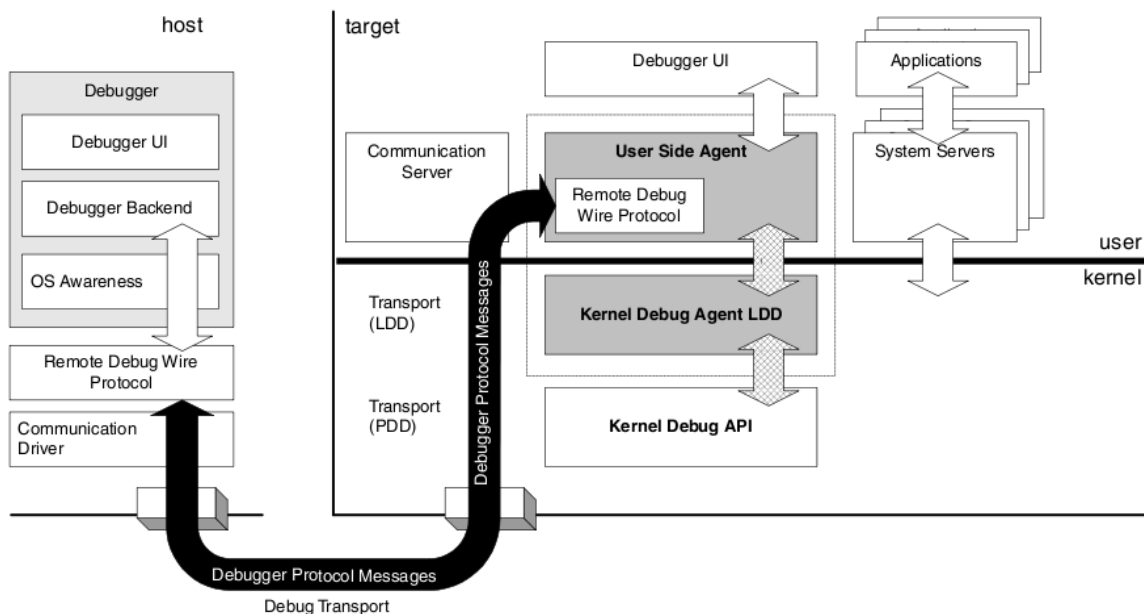 host
target
Debugger
Debugger UI
Debugger Backend
OS Awareness
Remote Debug Wire
Protocol
Communication
Driver
Debugger UI
Applications
Communication
Server
User Side Agent
Remote Debug
Wire Protocol
System Servers
user
kernel
Transport
(LDD)
Kernel Debug Agent LDD
Transport
(PDD)
Kernel Debug API
Debugger Protocol Messages
Debugger Protocol Messages
Debug Transport